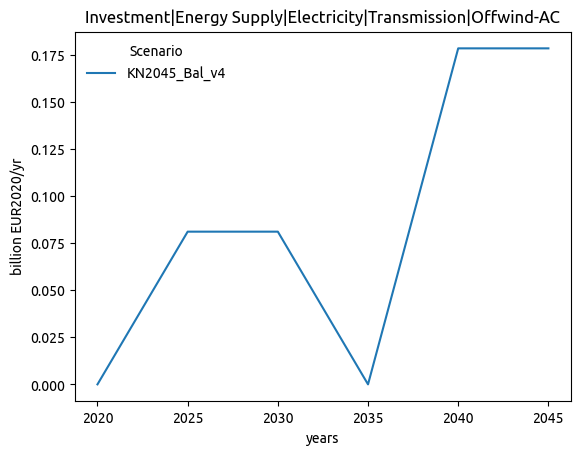 Investment|Energy Supply|Electricity|Transmission|Offwind-AC
Scenario
KN2045_Bal_v4
billion EUR2020/yr
0.175
0.150
0.125
0.100
0.075
0.050
0.025
0.000
2020 2025 2030 2035 2040 2045
years